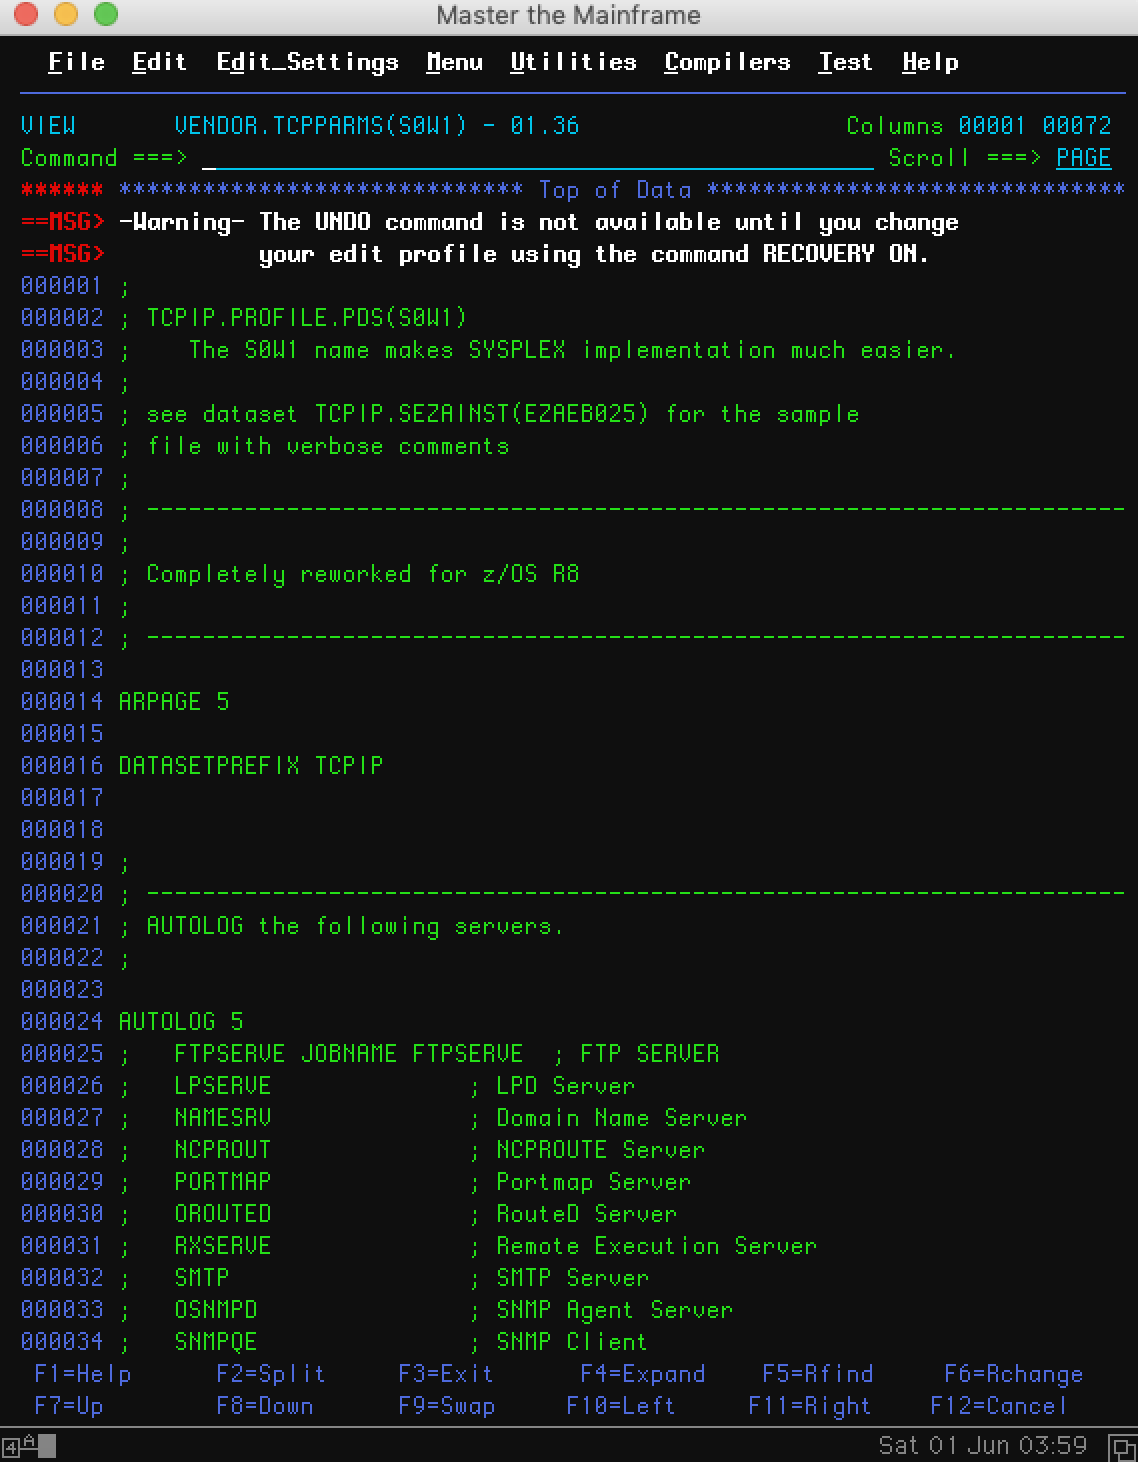 Master the Mainframe
File Edit Edit_Settings Menu Utilities Compilers Test Help
VIEW VENDOR.TCPPARMS(S0W1) - 01.36 Columns 00001 00072
Command ===> Scroll ===> PAGE
****** ***************************** Top of Data ******************************
==MSG> -Warning- The UNDO command is not available until you change
==MSG> your edit profile using the command RECOVERY ON.
000001 ;
000002 ; TCPIP.PROFILE.PDS(S0W1)
000003 ; The S0W1 name makes SYSPLEX implementation much easier.
000004 ;
000005 ; see dataset TCPIP.SEZAINST(EZAEB025) for the sample
000006 ; file with verbose comments
000007 ;
000008 ; ----------------------------------------------------------------------
000009 ;
000010 ; Completely reworked for z/OS R8
000011 ;
000012 ; ----------------------------------------------------------------------
000013
000014 ARPAGE 5
000015
000016 DATASETPREFIX TCPIP
000017
000018
000019 ;
000020 ; ----------------------------------------------------------------------
000021 ; AUTOLOG the following servers.
000022 ;
000023
000024 AUTOLOG 5
000025 ; FTPSERVE JOBNAME FTPSERVE ; FTP SERVER
000026 ; LPSERVE ; LPD Server
000027 ; NAMESRV ; Domain Name Server
000028 ; NCPROUT ; NCPROUTE Server
000029 ; PORTMAP ; Portmap Server
000030 ; OROUTED ; RouteD Server
000031 ; RXSERVE ; Remote Execution Server
000032 ; SMTP ; SMTP Server
000033 ; OSNMPD ; SNMP Agent Server
000034 ; SNMPQE ; SNMP Client
F1=Help F2=Split F3=Exit F4=Expand F5=Rfind F6=Rchange
F7=Up F8=Down F9=Swap F10=Left F11=Right F12=Cancel
4 A Sat 01 Jun 03:59